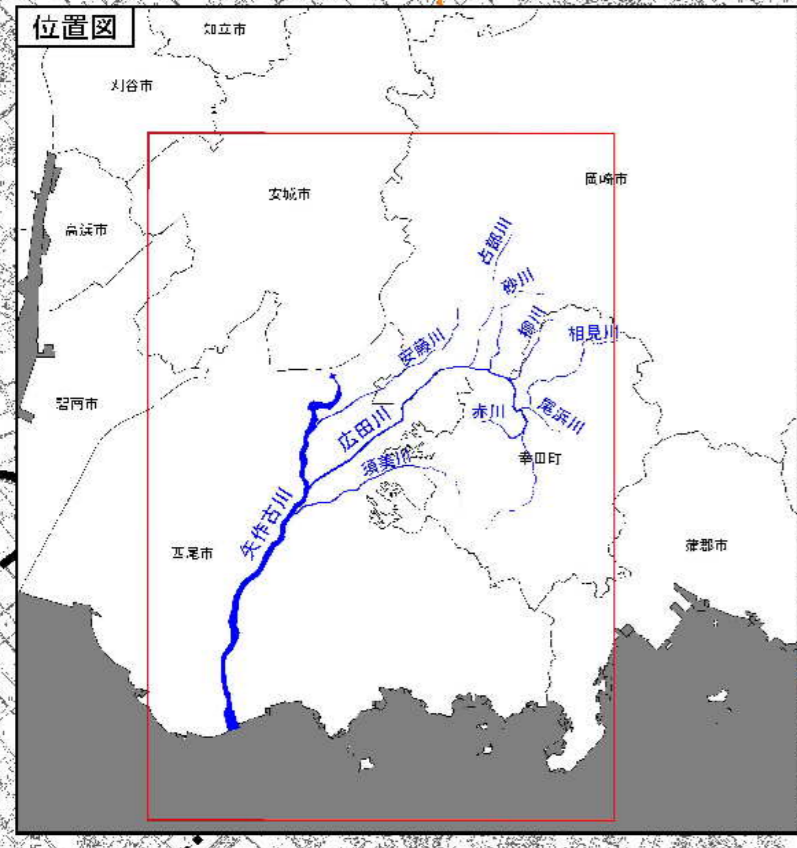 位置図
知立市
刈谷市
岡崎市
安城市
高浜市
占部川
砂川
柳川
相見川
安藤川
碧南市
広田川
赤川
尾浜川
幸田町
須美川
矢作古川
西尾市
蒲郡市